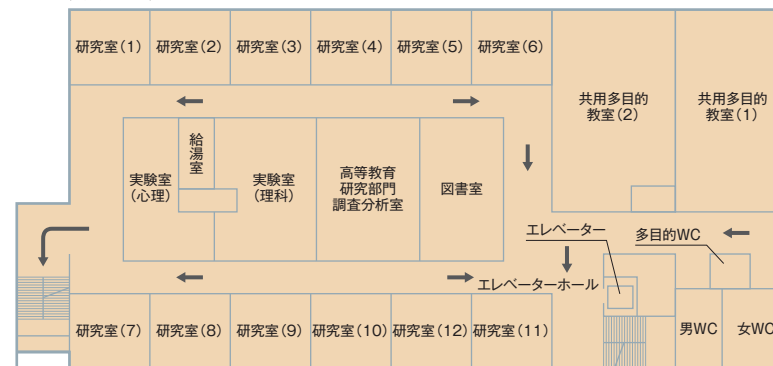 研究室(1)
研究室(2)
研究室(3)
研究室(4)
研究室(5)
研究室(6)
共用多目的
教室(2)
共用多目的
教室(1)
給湯室
実験室
(心理)
実験室
(理科)
高等教育
研究部門
調査分析室
図書室
エレベーター
多目的WC
エレベーターホール
研究室(7)
研究室(8)
研究室(9)
研究室(10)
研究室(12)
研究室(11)
男WC
女WC